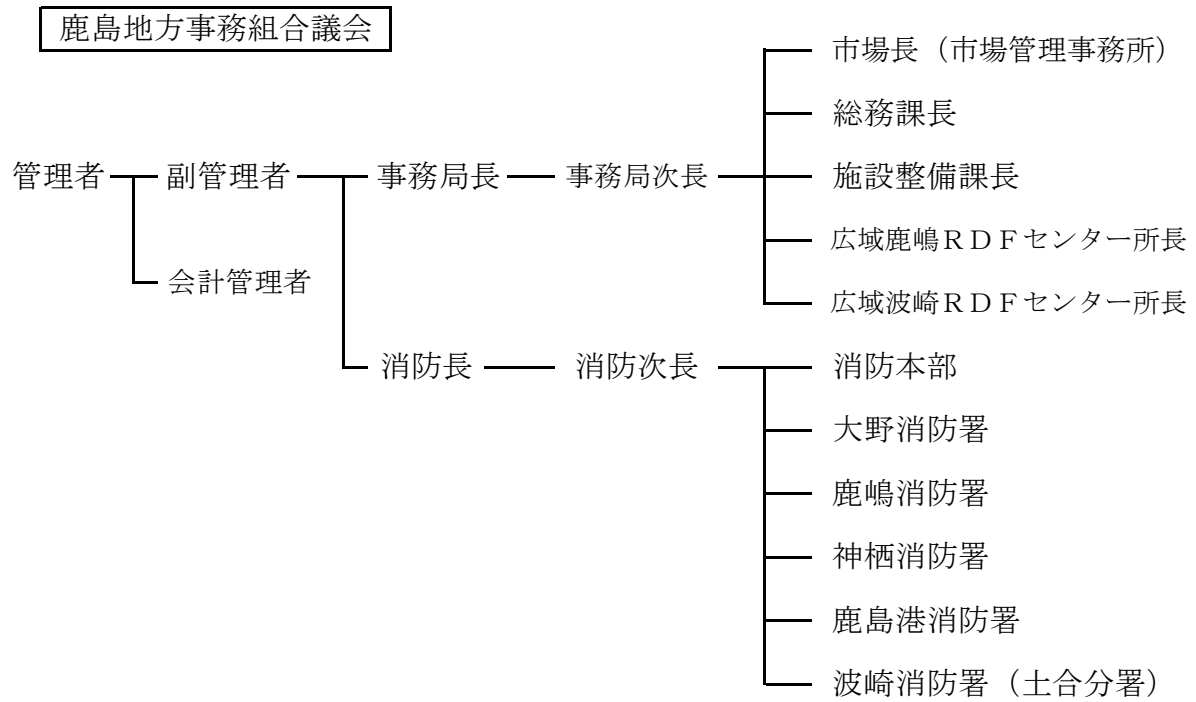 鹿島地方事務組合議会
市場長（市場管理事務所）
総務課長
管理者
副管理者
事務局長
事務局次長
施設整備課長
広域鹿嶋ＲＤＦセンター所長
会計管理者
広域波崎ＲＤＦセンター所長
消防長
消防次長
消防本部
大野消防署
鹿嶋消防署
神栖消防署
鹿島港消防署
波崎消防署（土合分署）